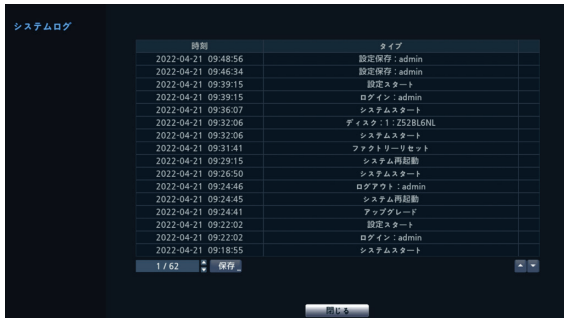 システムログ
時刻 タイプ
2022-04-21 09:48:56 設定保存：admin
2022-04-21 09:46:34 設定保存：admin
2022-04-21 09:39:15 設定スタート
2022-04-21 09:39:15 ログイン：admin
2022-04-21 09:36:07 システムスタート
2022-04-21 09:32:06 ディスク：1：Z52BL6NL
2022-04-21 09:32:06 システムスタート
2022-04-21 09:31:41 ファクトリーリセット
2022-04-21 09:29:15 システム再起動
2022-04-21 09:26:50 システムスタート
2022-04-21 09:24:46 ログアウト：admin
2022-04-21 09:24:45 システム再起動
2022-04-21 09:24:41 アップグレード
2022-04-21 09:22:02 設定スタート
2022-04-21 09:22:02 ログイン：admin
2022-04-21 09:18:55 システムスタート
1 / 62 保存
閉じる